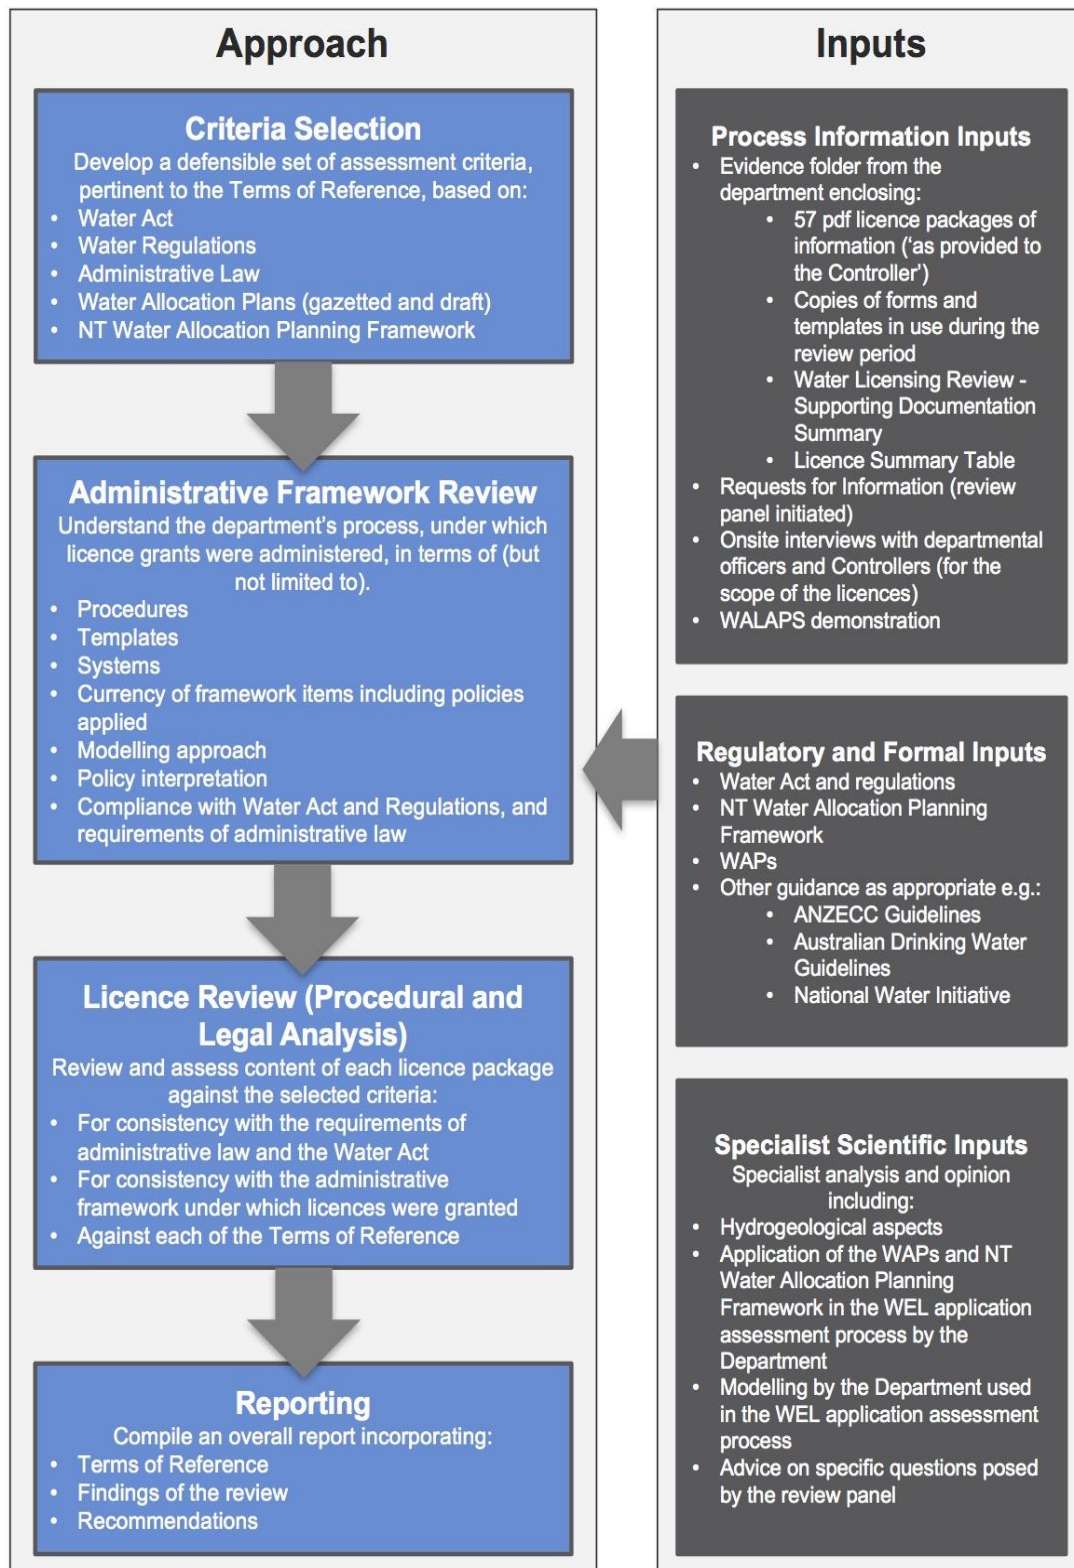 Approach
Criteria Selection
Develop a defensible set of assessment criteria,
pertinent to the Terms of Reference, based on:
• Water Act
• Water Regulations
• Administrative Law
• Water Allocation Plans (gazetted and draft)
• NT Water Allocation Planning Framework
Administrative Framework Review
Understand the department's process, under which
licence grants were administered, in terms of (but
not limited to).
• Procedures
• Templates
• Systems
• Currency of framework items including policies
applied
• Modelling approach
• Policy interpretation
• Compliance with Water Act and Regulations, and
requirements of administrative law
Licence Review (Procedural and
Legal Analysis)
Review and assess content of each licence package
against the selected criteria:
• For consistency with the requirements of
administrative law and the Water Act
• For consistency with the administrative
framework under which licences were granted
• Against each of the Terms of Reference
Reporting
Compile an overall report incorporating:
• Terms of Reference
• Findings of the review
• Recommendations
Inputs
Process Information Inputs
• Evidence folder from the
department enclosing:
• 57 pdf licence packages of
information ('as provided to
the Controller')
• Copies of forms and
templates in use during the
review period
• Water Licensing Review -
Supporting Documentation
Summary
• Licence Summary Table
• Requests for Information (review
panel initiated)
• Onsite interviews with departmental
officers and Controllers (for the
scope of the licences)
• WALAPS demonstration
Regulatory and Formal Inputs
• Water Act and regulations
• NT Water Allocation Planning
Framework
• WAPs
• Other guidance as appropriate e.g.:
• ANZECC Guidelines
• Australian Drinking Water
Guidelines
• National Water Initiative
Specialist Scientific Inputs
Specialist analysis and opinion
including:
• Hydrogeological aspects
• Application of the WAPs and NT
Water Allocation Planning
Framework in the WEL application
assessment process by the
Department
• Modelling by the Department used
in the WEL application assessment
process
• Advice on specific questions posed
by the review panel